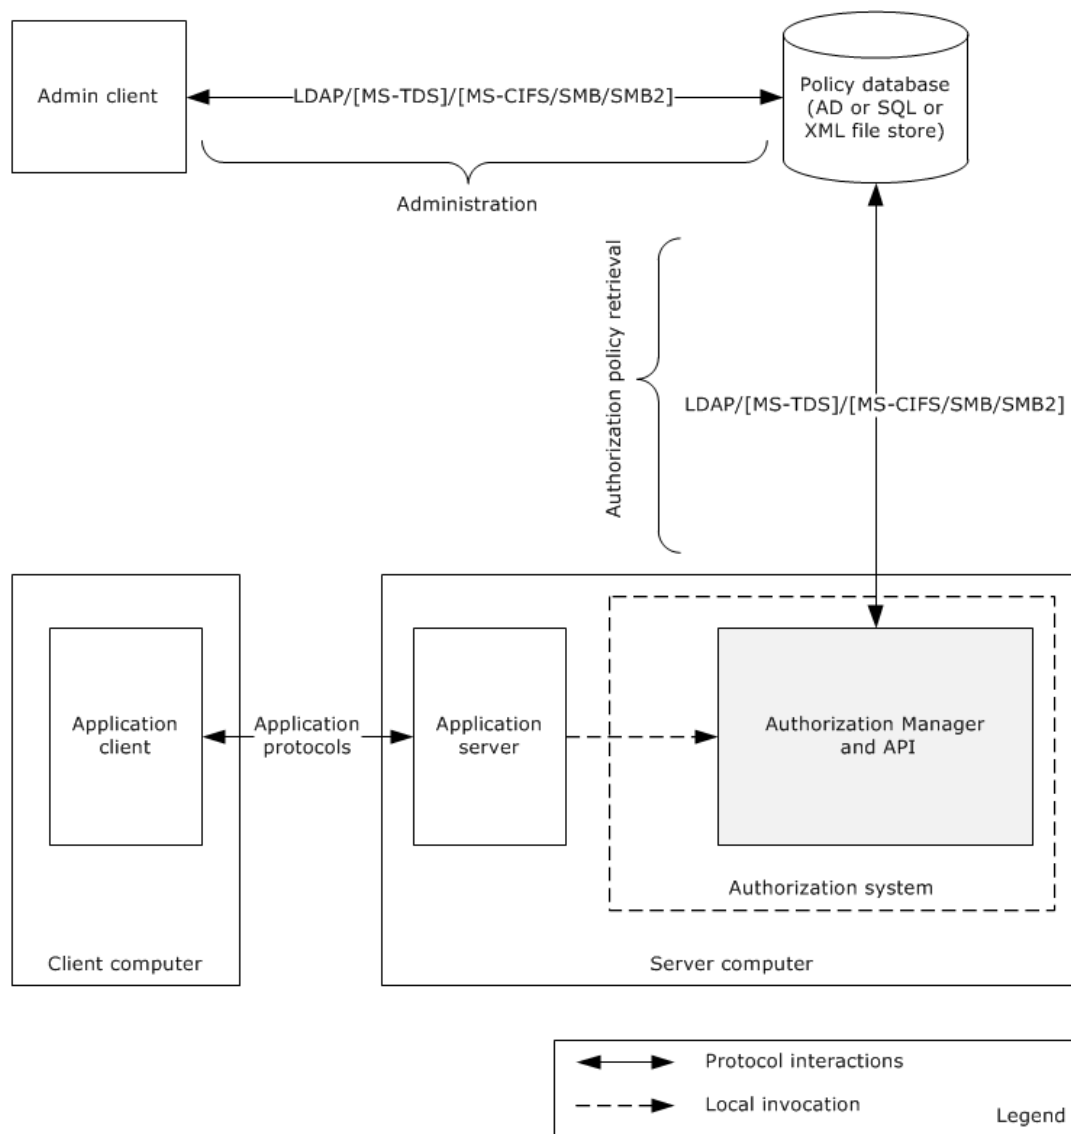 Admin client
LDAP/[MS-TDS]/[MS-CIFS/SMB/SMB2]
Policy database
(AD or SQL or
XML file store)
Administration
Authorization policy retrieval
LDAP/[MS-TDS]/[MS-CIFS/SMB/SMB2]
Application
client
Application
protocols
Application
server
Authorization Manager
and API
Authorization system
Client computer
Server computer
Protocol interactions
Local invocation
Legend